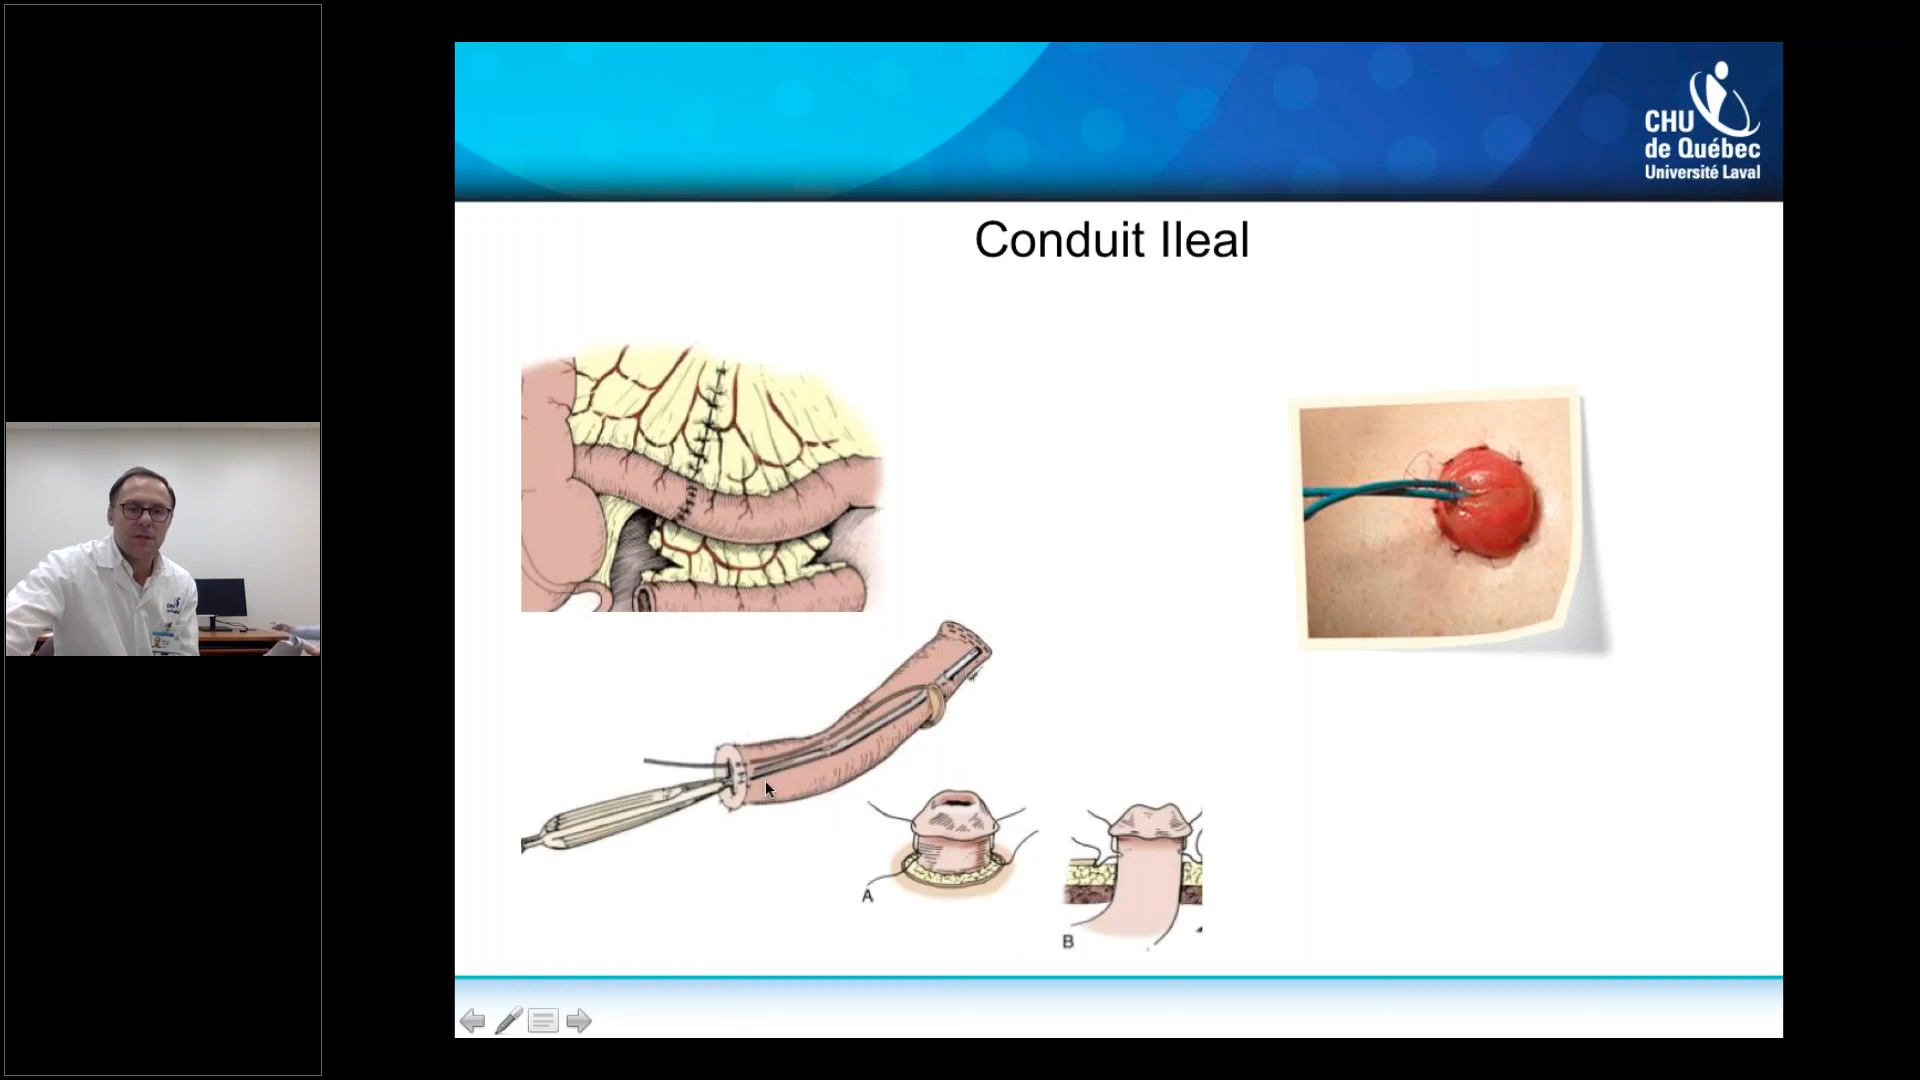 CHU
de Québec
Université Laval
Conduit Ileal
A
B